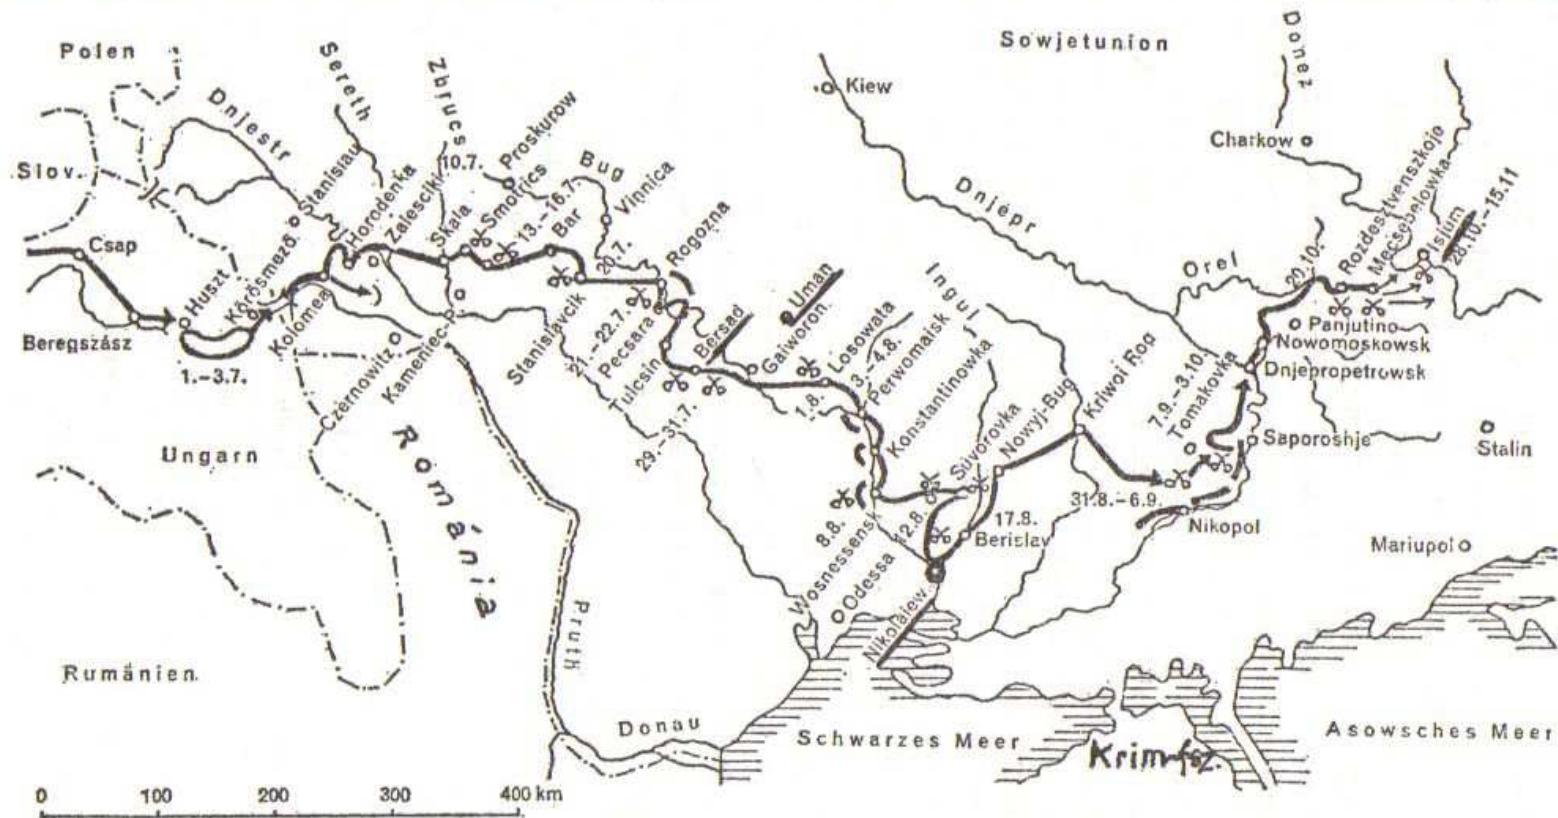 Polen
Sowjetunion
Donez
Sereth
Zbrucs
Proskurow
Kiew
Dnjestr
Charkow
Slov.
Stanislau
Horodenka
Zalesciki
10.7.
Smotrics
Bug
Vinnica
Dnjepr
Rozdesztvenszkoje
Mecsebelowka
Isjum
28.10.–15.11
Csap
Huszt
Körösmező
Kolomea
Skala
13.–16.7.
Bar
20.7.
Rogozna
Ingul
Orel
20.10.
Beregszász
1.–3.7.
Czernowitz
Kameniec-P.
Stanislavcik
21.–22.7.
Pecsara
Tulcsin
Bersad
Uman
Gaiworon
Losowata
3.–4.8.
Perwomaisk
Konstantinowka
Kriwoi Rog
7.9.–3.10.
Tomakovka
Panjutino
Nowomoskowsk
Dnjepropetrowsk
29.–31.7.
1.8.
Suvorovka
Nowyj-Bug
Saporoshje
Stalin
Ungarn
Románia
8.8.
Wosnessensk
12.8.
17.8.
31.8.–6.9.
Berislav
Nikopol
Mariupol
Odessa
Nikolajew
Pruth
Rumänien
Donau
Schwarzes Meer
Krim-fsz.
Asowsches Meer
0 100 200 300 400 km